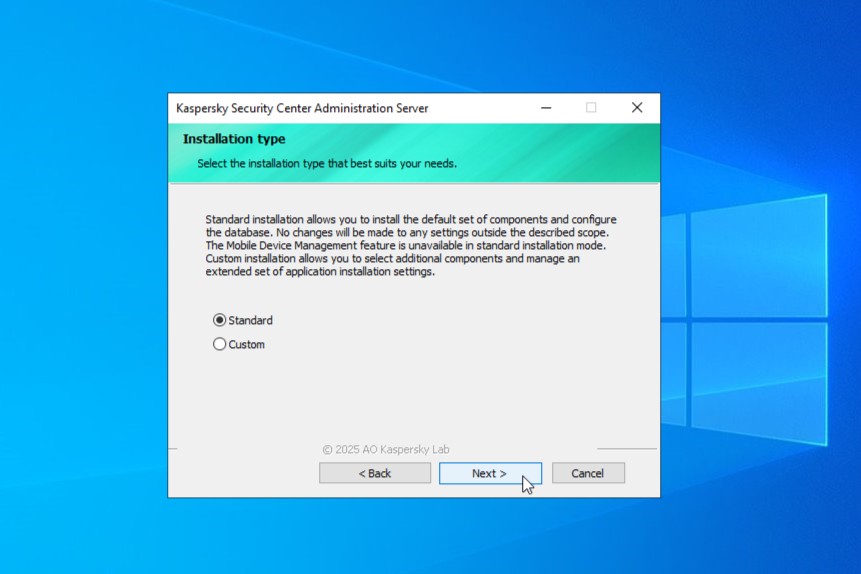 Kaspersky Security Center Administration Server
Installation type
Select the installation type that best suits your needs.
Standard installation allows you to install the default set of components and configure
the database. No changes will be made to any settings outside the described scope.
The Mobile Device Management feature is unavailable in standard installation mode.
Custom installation allows you to select additional components and manage an
extended set of application installation settings.
Standard
Custom
© 2025 AO Kaspersky Lab
< Back
Next >
Cancel